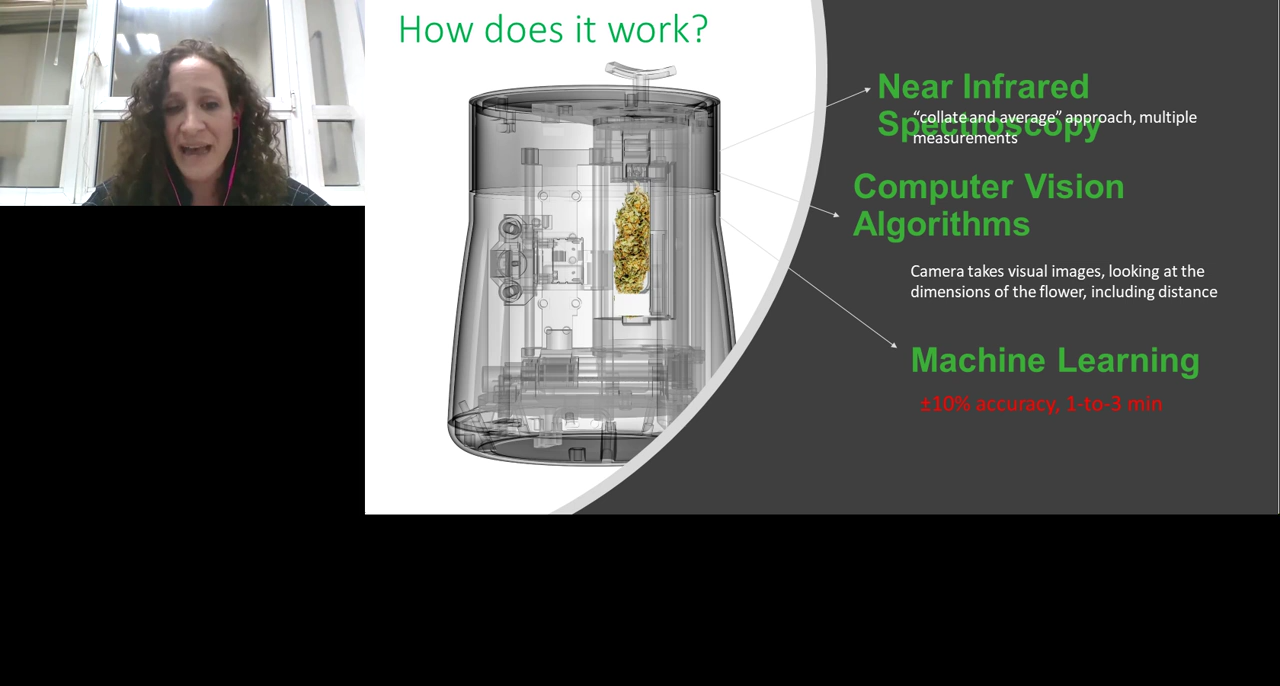 How does it work?
Near Infrared
Spectroscopy
“collate and average” approach, multiple
measurements
Computer Vision
Algorithms
Camera takes visual images, looking at the
dimensions of the flower, including distance
Machine Learning
±10% accuracy, 1-to-3 min